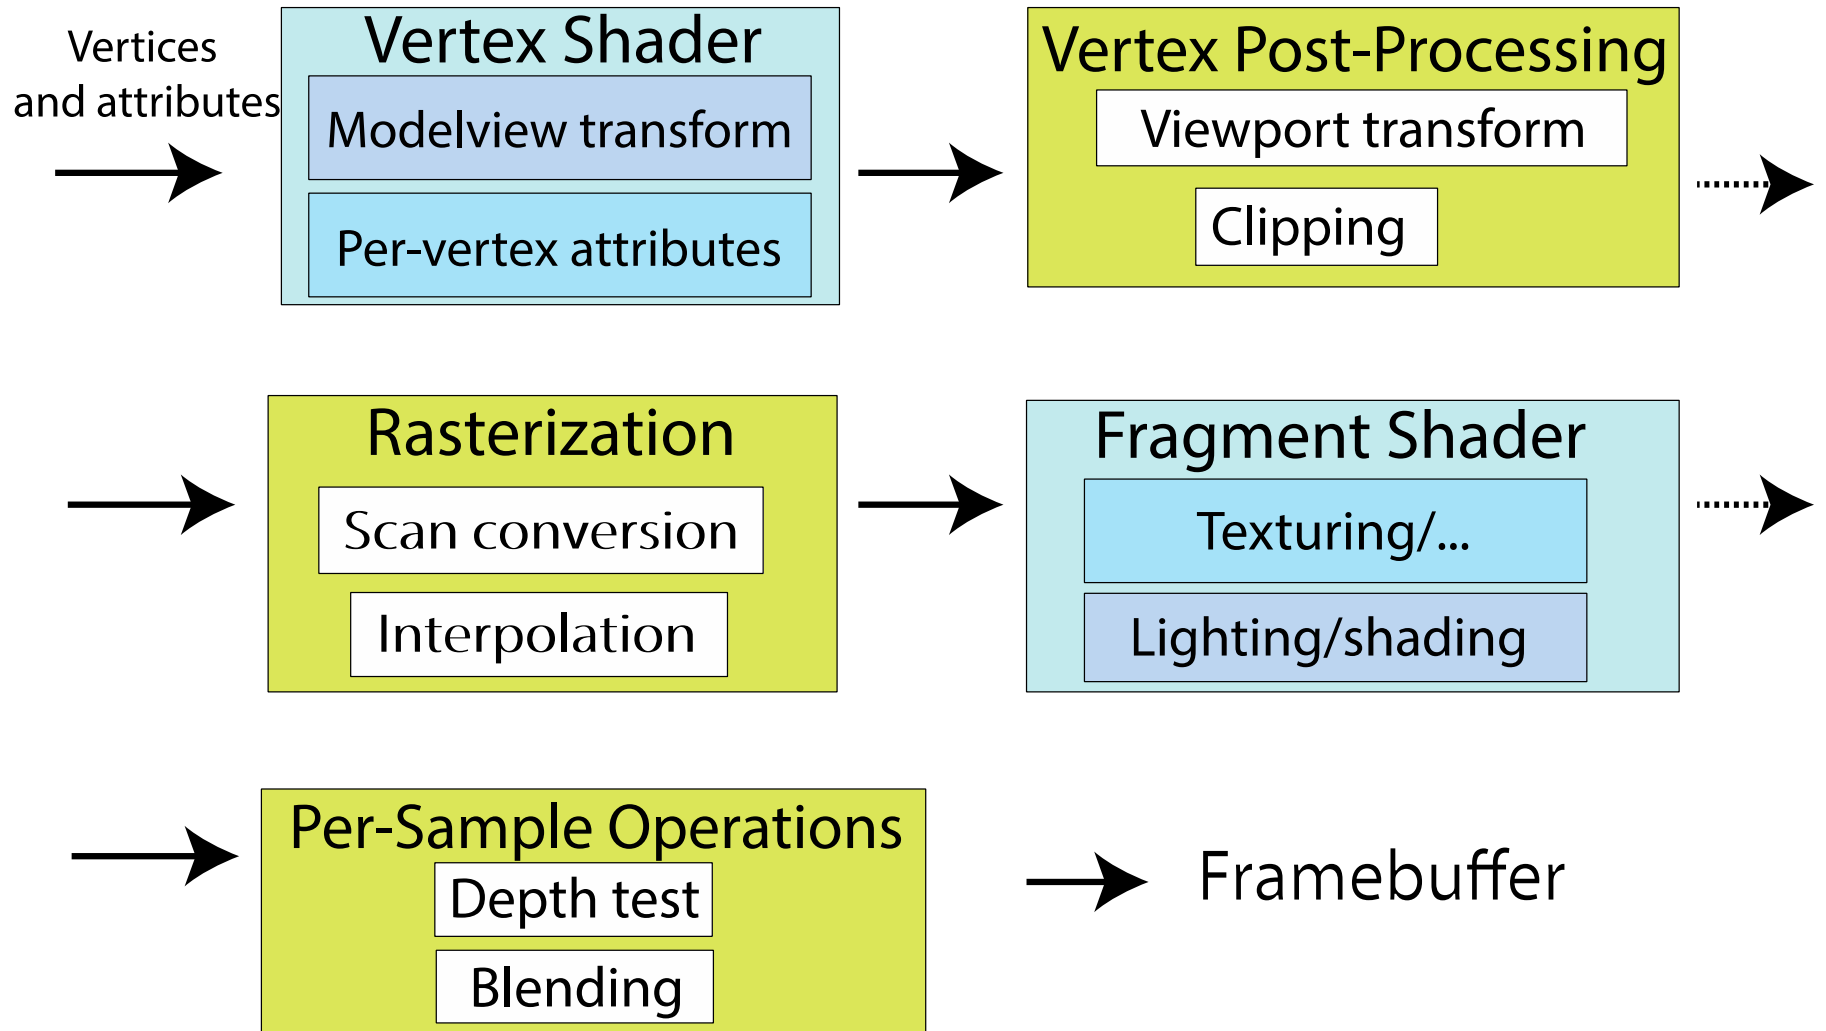 Vertices
and attributes
Vertex Shader
Modelview transform
Per-vertex attributes
Vertex Post-Processing
Viewport transform
Clipping
Rasterization
Scan conversion
Interpolation
Fragment Shader
Texturing/...
Lighting/shading
Per-Sample Operations
Depth test
Blending
Framebuffer